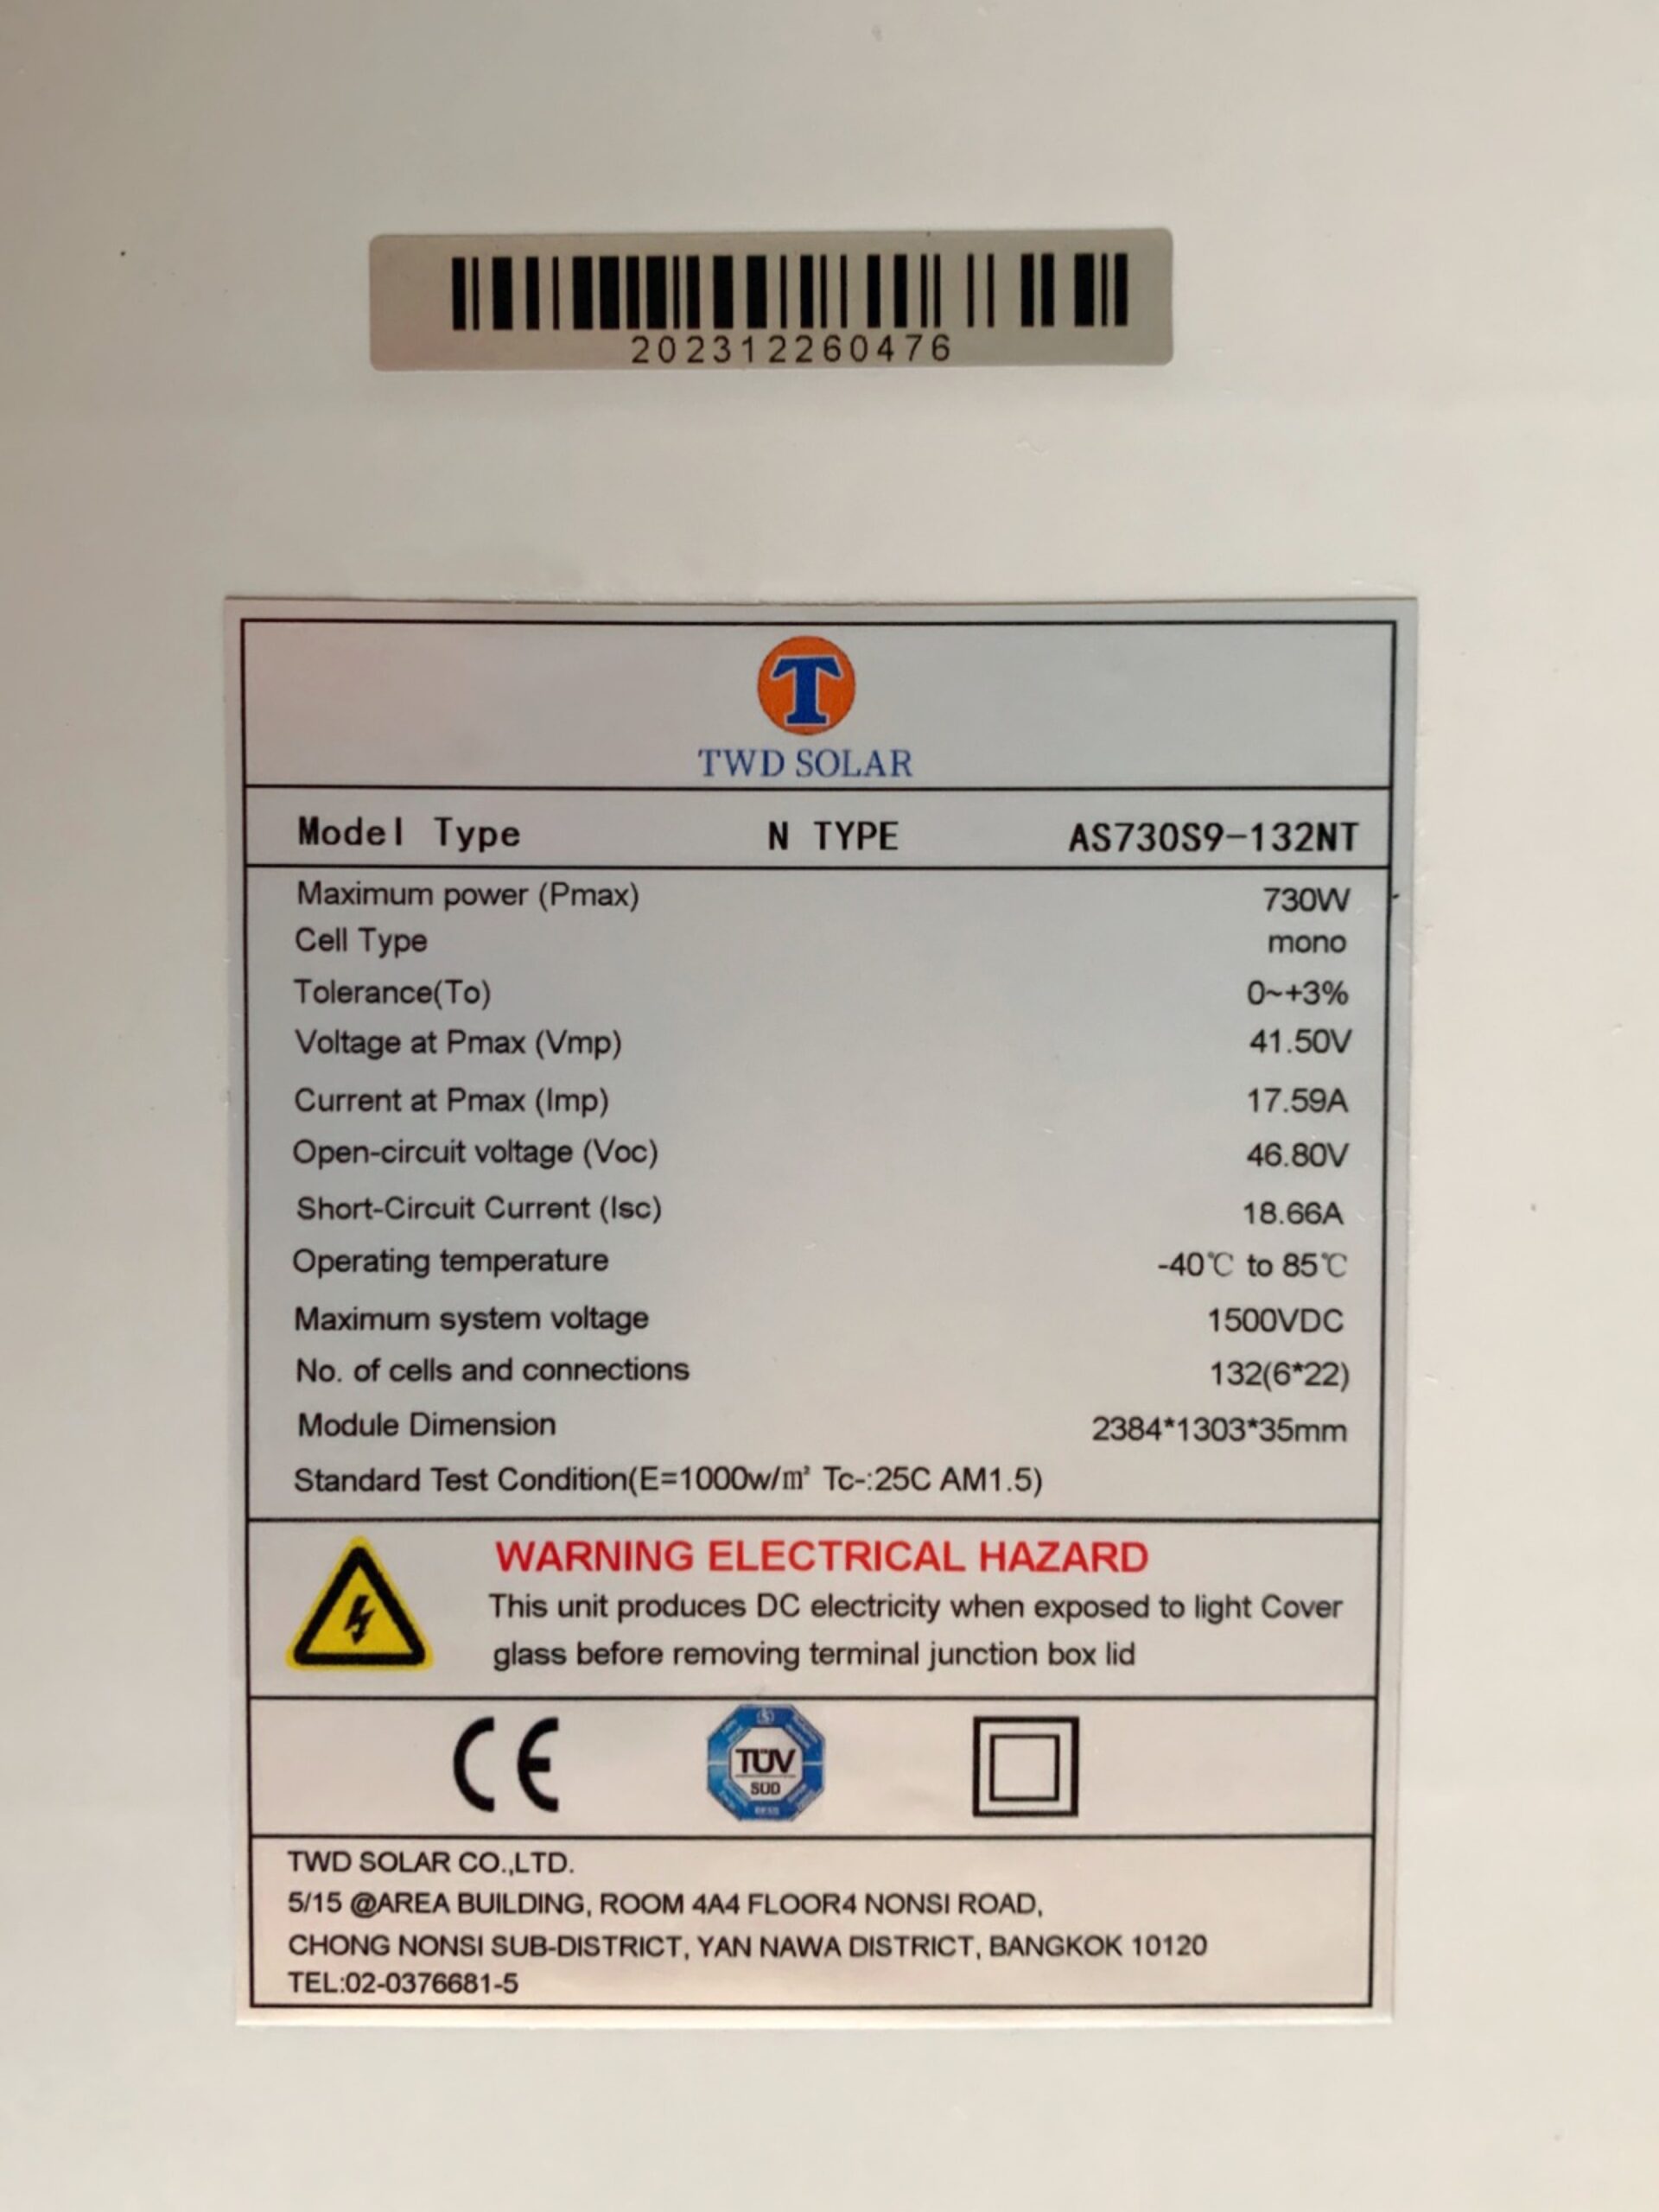 202312260476
T
TWD SOLAR
Model Type N TYPE AS730S9-132NT
Maximum power (Pmax) 730W
Cell Type mono
Tolerance(To) 0~+3%
Voltage at Pmax (Vmp) 41.50V
Current at Pmax (Imp) 17.59A
Open-circuit voltage (Voc) 46.80V
Short-Circuit Current (Isc) 18.66A
Operating temperature -40℃ to 85℃
Maximum system voltage 1500VDC
No. of cells and connections 132(6*22)
Module Dimension 2384*1303*35mm
Standard Test Condition(E=1000w/m² Tc-:25C AM1.5)
WARNING ELECTRICAL HAZARD
This unit produces DC electricity when exposed to light Cover
glass before removing terminal junction box lid
CE TÜV
SÜD
TWD SOLAR CO.,LTD.
5/15 @AREA BUILDING, ROOM 4A4 FLOOR4 NONSI ROAD,
CHONG NONSI SUB-DISTRICT, YAN NAWA DISTRICT, BANGKOK 10120
TEL:02-0376681-5